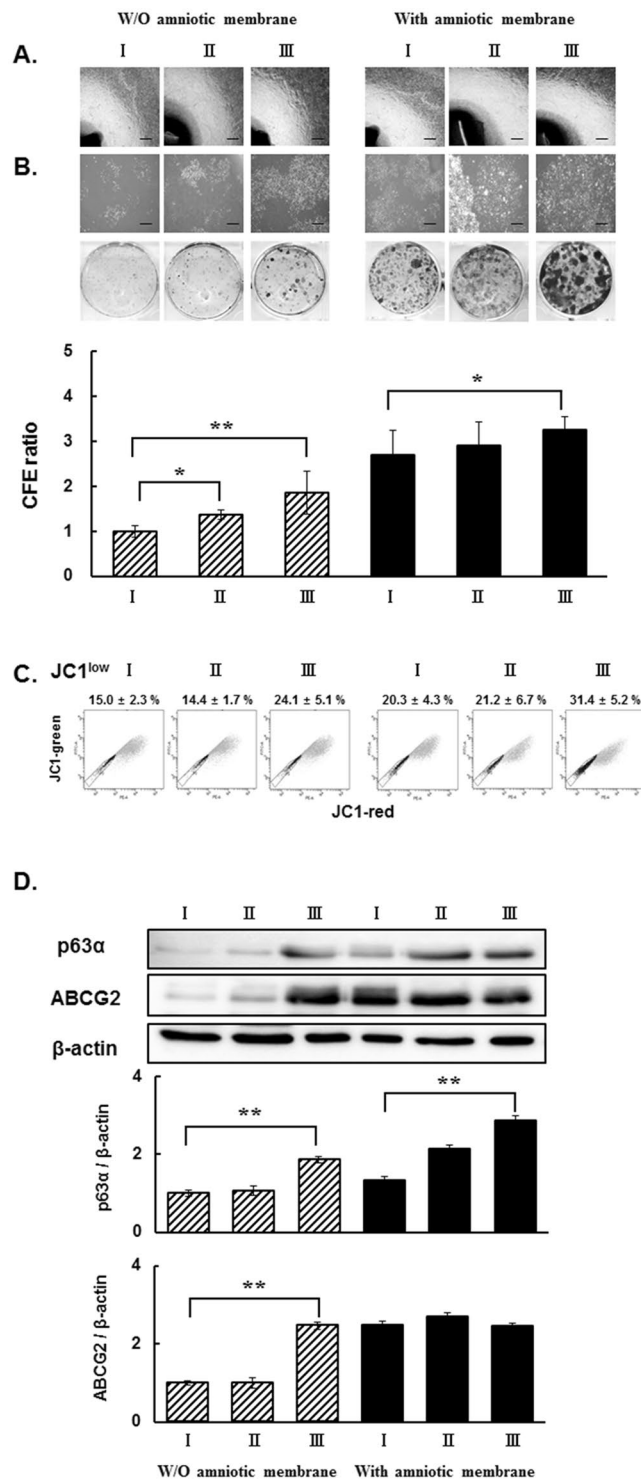 W/O amniotic membrane With amniotic membrane
Ⅰ Ⅱ Ⅲ Ⅰ Ⅱ Ⅲ
A.
B.
5
4
3
2
1
0
CFE ratio
* ** *
Ⅰ Ⅱ Ⅲ Ⅰ Ⅱ Ⅲ
C. JC1low Ⅰ Ⅱ Ⅲ Ⅰ Ⅱ Ⅲ
15.0 ± 2.3 % 14.4 ± 1.7 % 24.1 ± 5.1 % 20.3 ± 4.3 % 21.2 ± 6.7 % 31.4 ± 5.2 %
JC1-green
JC1-red
D.
Ⅰ Ⅱ Ⅲ Ⅰ Ⅱ Ⅲ
p63α
ABCG2
β-actin
4
2
0
p63α / β-actin
** **
4
2
0
ABCG2 / β-actin
**
Ⅰ Ⅱ Ⅲ Ⅰ Ⅱ Ⅲ
W/O amniotic membrane With amniotic membrane